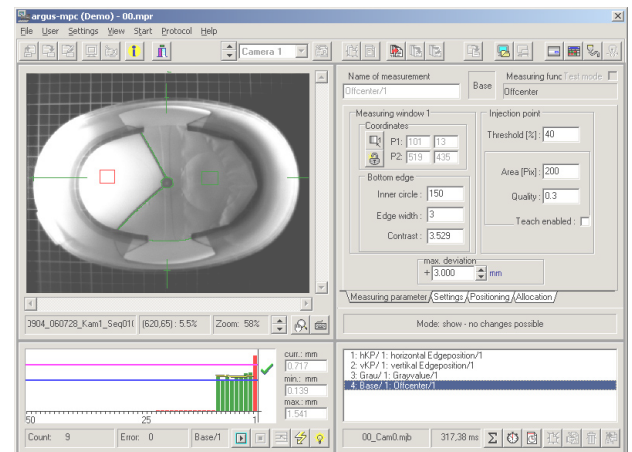 argus-mpc (Demo) - 00.mpr
File User Settings View Start Protocol Help
Camera 1
Name of measurement
Offcenter/1
Base
Measuring func
Test mode:
Offcenter
Measuring window 1
Coordinates
P1: 101 13
P2: 519 435
Bottom edge
Inner circle: 150
Edge width: 3
Contrast: 3.529
Injection point
Threshold [%]: 40
Area [Pix]: 200
Quality: 0.3
Teach enabled :
max. deviation
+ 3.000 mm
Measuring parameter Settings Positioning Allocation
(620,65) : 5.5% Zoom: 58%
Mode: show - no changes possible
curr.: mm
0.717
min.: mm
0.139
max.: mm
1.541
50 25 1
Count: 9 Error: 0 Base/1
1: hKP/ 1: horizontal Edgeposition/1
2: vKP/ 1: vertikal Edgeposition/1
3: Grau/ 1: Grayvalue/1
4: Base/ 1: Offcenter/1
00_Cam0.mjb 317,38 ms